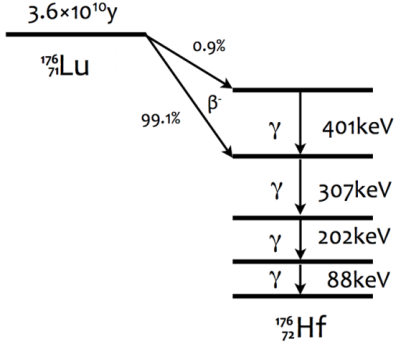 3.6×10¹⁰y
¹⁷⁶₇₁Lu
0.9%
β⁻
99.1%
γ 401keV
γ 307keV
γ 202keV
γ 88keV
¹⁷⁶₇₂Hf